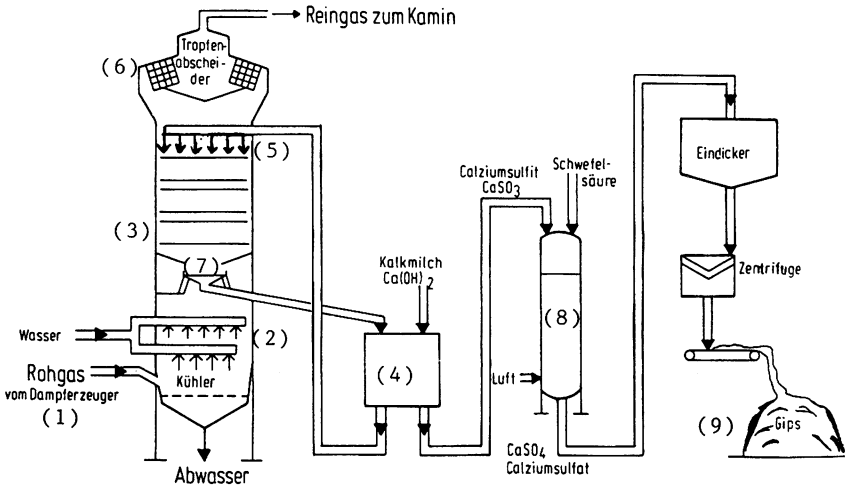 Reingas zum Kamin
Tropfen-
abschei-
der
(6)
(5)
(3)
(7)
Wasser
(2)
Rohgas
vom Dampferzeuger
(1)
Kühler
Abwasser
Kalkmilch
Ca(OH)2
(4)
Calziumsulfit
CaSO3
Schwefel-
säure
(8)
Luft
CaSO4
Calziumsulfat
Eindicker
Zentrifuge
(9)
Gips